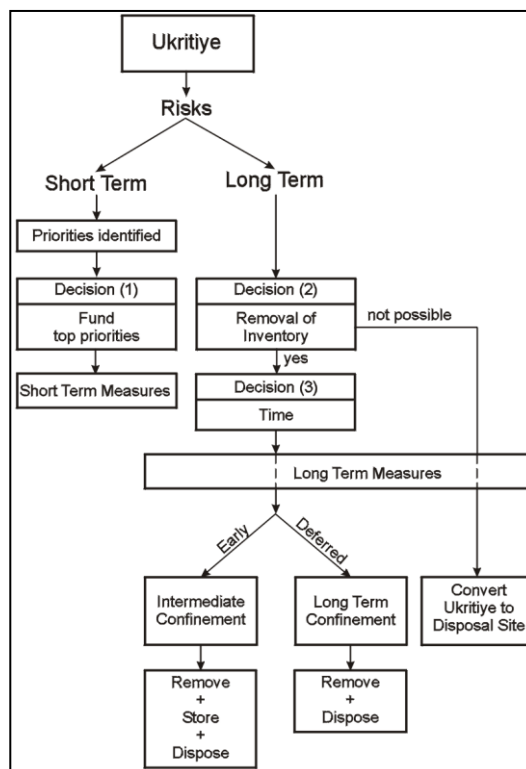 Ukritiye
Risks
Short Term
Long Term
Priorities identified
Decision (1)
Fund
top priorities
Short Term Measures
Decision (2)
Removal of
Inventory
not possible
yes
Decision (3)
Time
Long Term Measures
Early
Deferred
Intermediate
Confinement
Long Term
Confinement
Convert
Ukritiye to
Disposal Site
Remove
+
Store
+
Dispose
Remove
+
Dispose